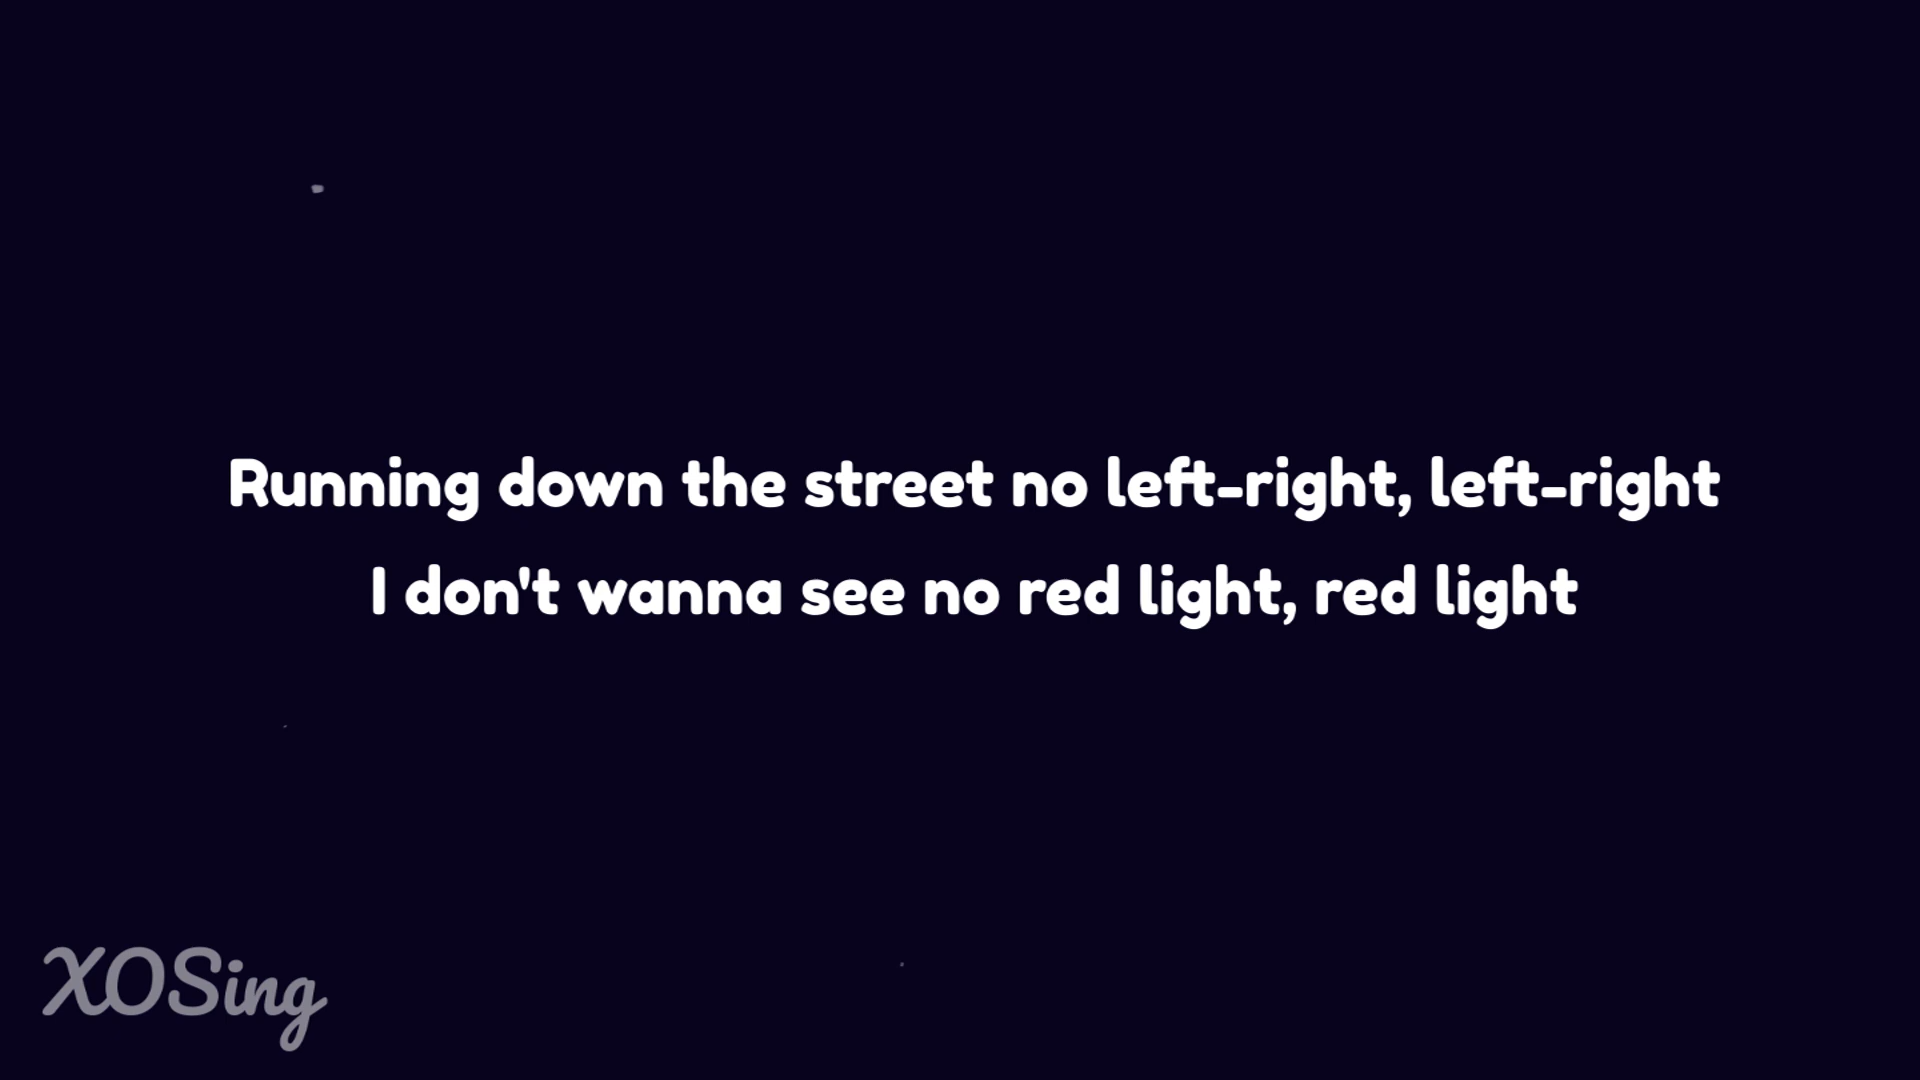 Running down the street no left-right, left-right
I don't wanna see no red light, red light
XOSing